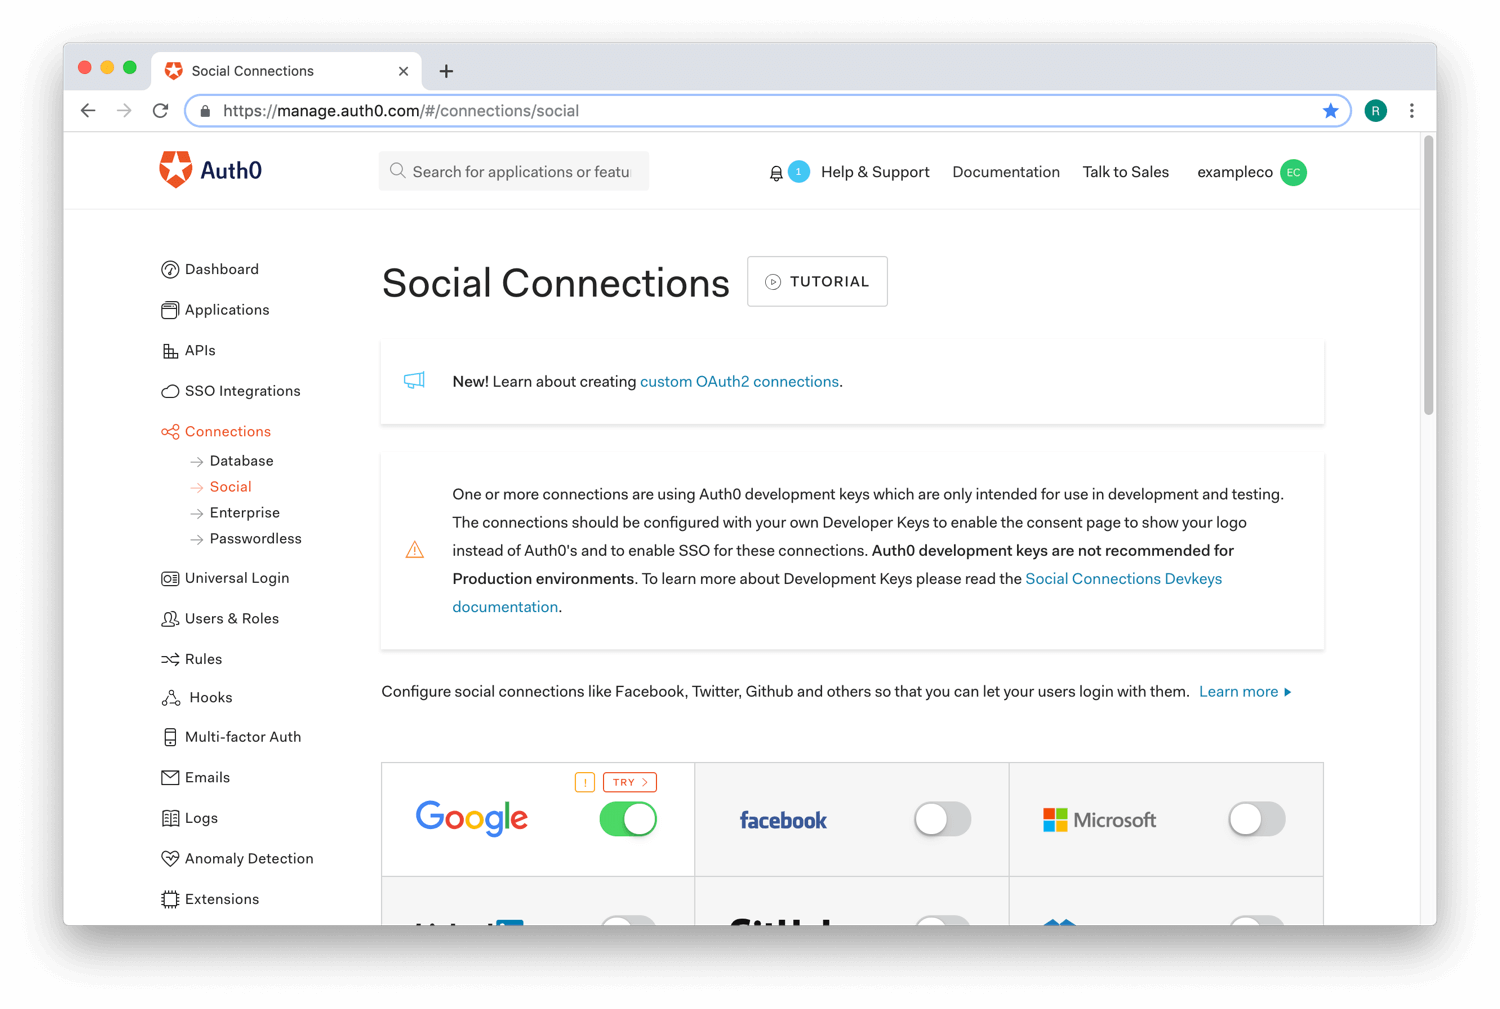 Social Connections
https://manage.auth0.com/#/connections/social
R
Auth0
Search for applications or featu
1
Help & Support
Documentation
Talk to Sales
exampleco
EC
Dashboard
Applications
APIs
SSO Integrations
Connections
Database
Social
Enterprise
Passwordless
Universal Login
Users & Roles
Rules
Hooks
Multi-factor Auth
Emails
Logs
Anomaly Detection
Extensions
Social Connections
TUTORIAL
New! Learn about creating custom OAuth2 connections.
One or more connections are using Auth0 development keys which are only intended for use in development and testing.
The connections should be configured with your own Developer Keys to enable the consent page to show your logo
instead of Auth0's and to enable SSO for these connections. Auth0 development keys are not recommended for
Production environments. To learn more about Development Keys please read the Social Connections Devkeys
documentation.
Configure social connections like Facebook, Twitter, Github and others so that you can let your users login with them. Learn more
! TRY
Google
facebook
Microsoft
GitHub